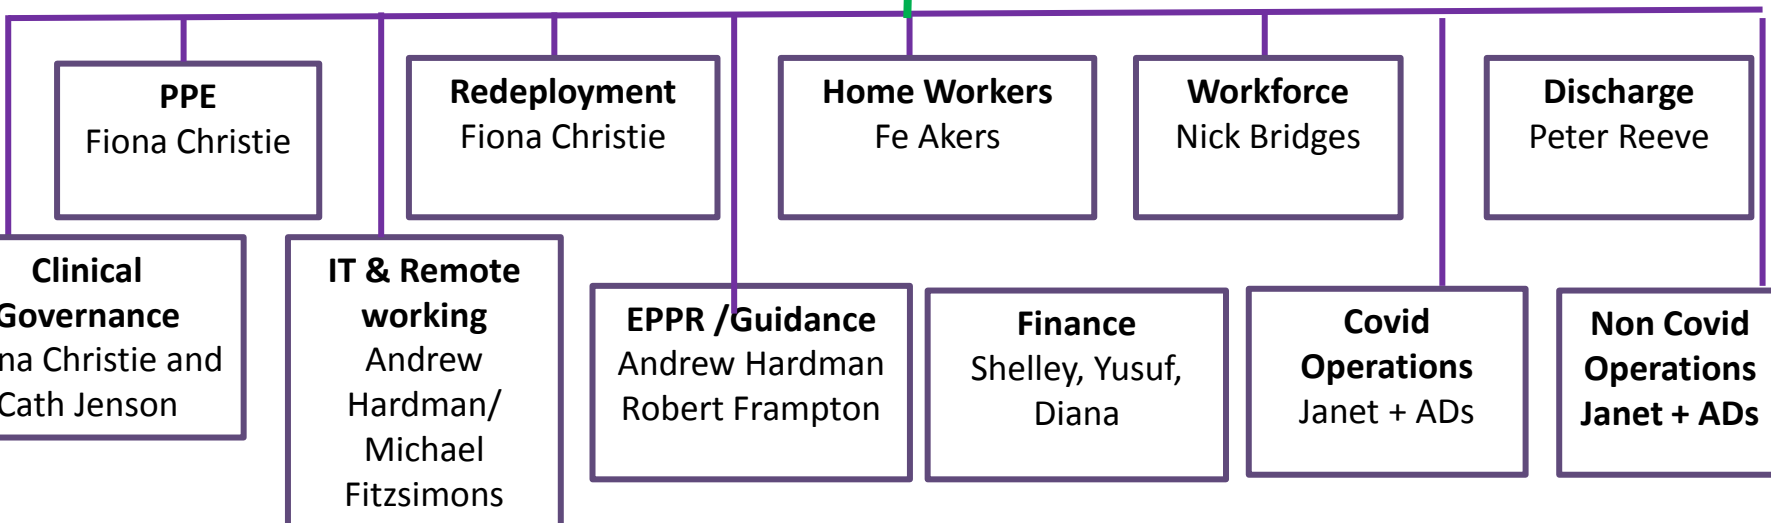 PPE
Fiona Christie
Redeployment
Fiona Christie
Home Workers
Fe Akers
Workforce
Nick Bridges
Discharge
Peter Reeve
Clinical
Governance
Christie and
Cath Jenson
IT & Remote
working
Andrew
Hardman/
Michael
Fitzsimons
EPPR /Guidance
Andrew Hardman
Robert Frampton
Finance
Shelley, Yusuf,
Diana
Covid
Operations
Janet + ADs
Non Covid
Operations
Janet + ADs